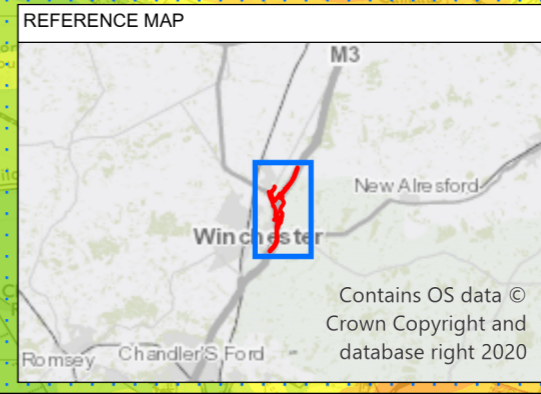 REFERENCE MAP
M3
New Alresford
Winchester
Contains OS data ©
Crown Copyright and
database right 2020
Romsey
Chandler'S Ford